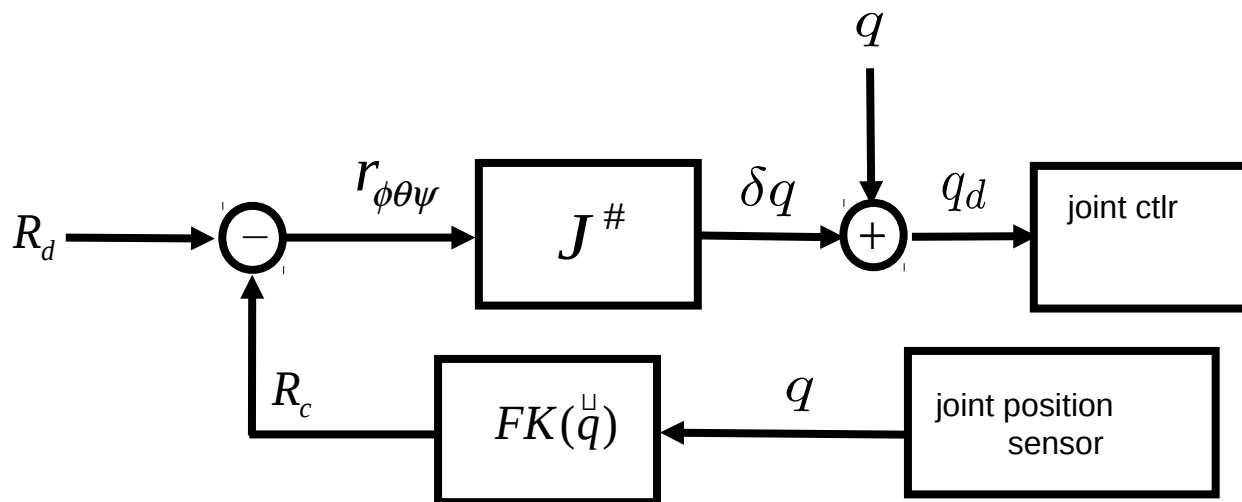 q
r_{ϕθψ}
δq
q_d
joint ctlr
R_d
−
J^#
+
R_c
FK(q)
q
joint position
sensor